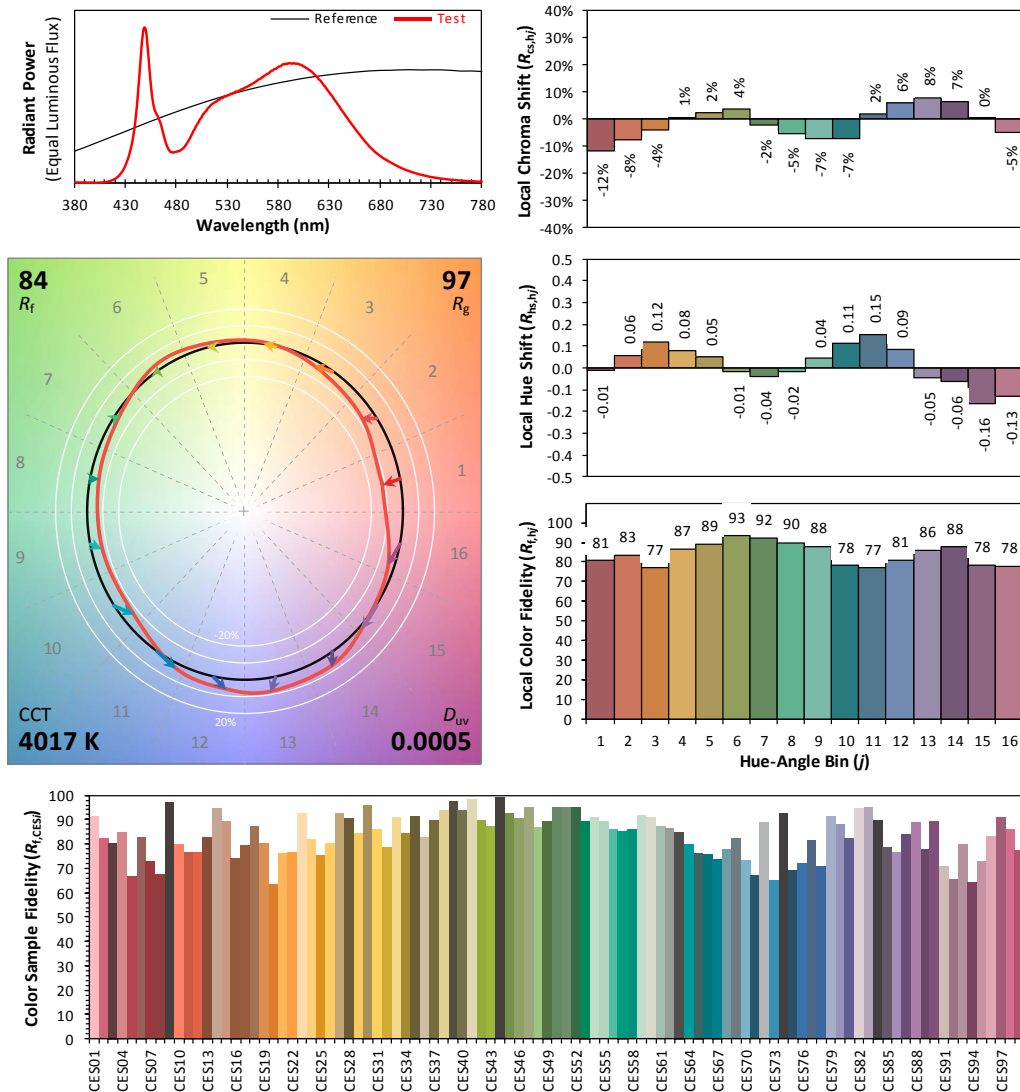 Reference
Test
Radiant Power
(Equal Luminous Flux)
380 430 480 530 580 630 680 730 780
Wavelength (nm)
Local Chroma Shift (Rcs,hj)
40%
30%
20%
10%
0%
-10%
-20%
-30%
-40%
-12% -8% -4% 1% 2% 4% -2% -5% -7% -7% 2% 6% 8% 7% 0% -5%
84
Rf
97
Rg
5 4
6 3
7 2
8 1
9 16
10 15
11 14
12 13
-20%
20%
CCT
4017 K
Duv
0.0005
Local Hue Shift (Rhs,hj)
0.5
0.4
0.3
0.2
0.1
0.0
-0.1
-0.2
-0.3
-0.4
-0.5
-0.01 0.06 0.12 0.08 0.05 -0.01 -0.04 -0.02 0.04 0.11 0.15 0.09 -0.05 -0.06 -0.16 -0.13
Local Color Fidelity (Rf,hj)
100
90
80
70
60
50
40
30
20
10
0
81 83 77 87 89 93 92 90 88 78 77 81 86 88 78 78
1 2 3 4 5 6 7 8 9 10 11 12 13 14 15 16
Hue-Angle Bin (j)
Color Sample Fidelity (Rf,CESi)
100
90
80
70
60
50
40
30
20
10
0
CES01 CES04 CES07 CES10 CES13 CES16 CES19 CES22 CES25 CES28 CES31 CES34 CES37 CES40 CES43 CES46 CES49 CES52 CES55 CES58 CES61 CES64 CES67 CES70 CES73 CES76 CES79 CES82 CES85 CES88 CES91 CES94 CES97